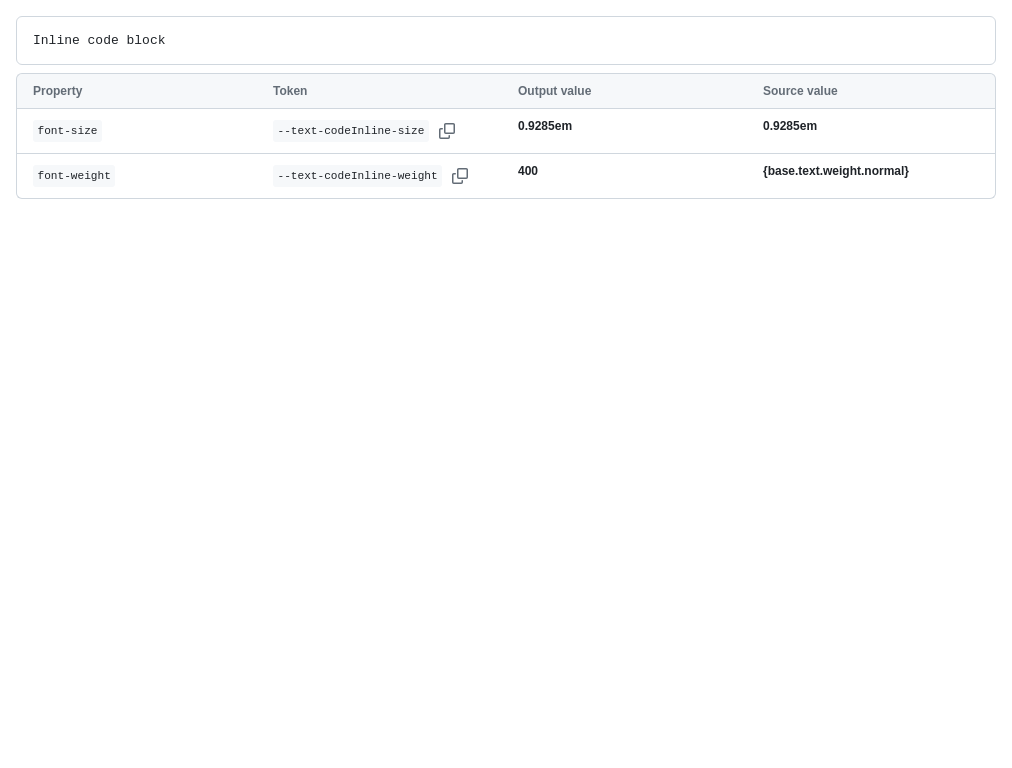 Inline code block
Property Token Output value Source value
font-size --text-codeInline-size 0.9285em 0.9285em
font-weight --text-codeInline-weight 400 {base.text.weight.normal}